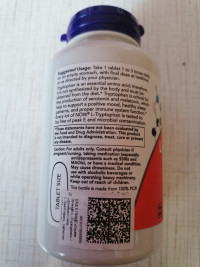 Suggested Usage: Take 1 tablet 1 to 3 times daily
on an empty stomach, with final dose at bedtime,
or as directed by your physician.
Tryptophan is an essential amino acid; therefore,
it is not synthesized by the body and must be
obtained from the diet.* Tryptophan is critical for
the production of serotonin and melatonin, which
help to support a positive mood, healthy sleep
patterns, and proper immune system function.*
Every lot of NOW® L-Tryptophan is tested to
be free of peak E and microbial contamination.
*These statements have not been evaluated by
the Food and Drug Administration. This product
is not intended to diagnose, treat, cure or prevent
any disease.
Caution: For adults only. Consult physician if
pregnant/nursing, taking medication (especially
antidepressants such as SSRIs and
MAOIs), or have a medical condition.
May cause drowsiness. Do not
use with alcoholic beverages or
while operating heavy machinery.
Keep out of reach of children.
This bottle is made from 100% PCR
TABLET SIZE